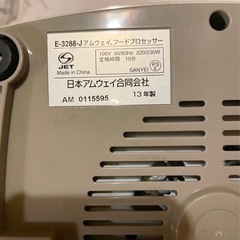 E-3288-J アムウェイ フードプロセッサー
100V 50/60Hz 220/230W
定格時間 10分
JET
Made in China
SANYEI
PS
E
日本アムウェイ合同会社
AM 0115595
13年製